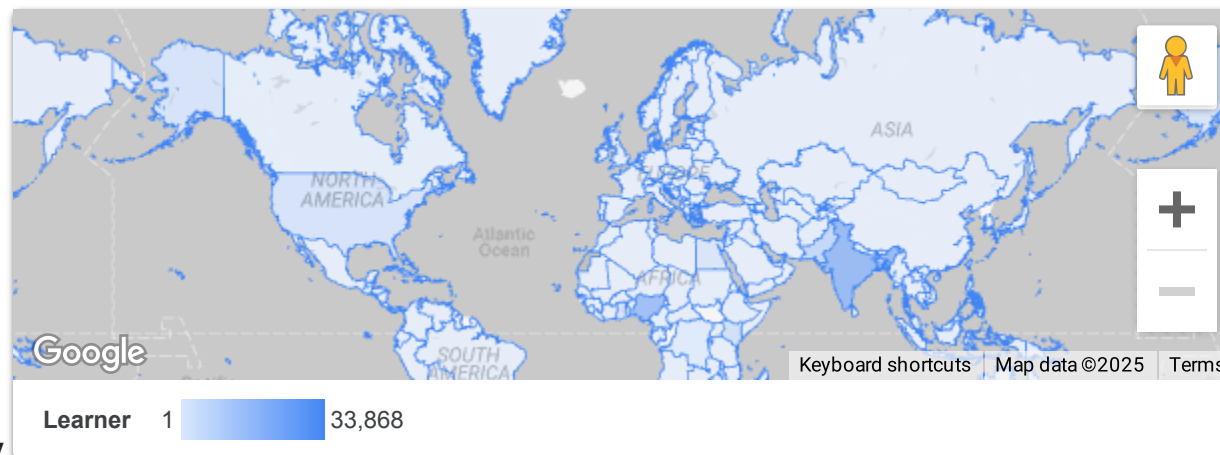 ASIA
NORTH
AMERICA
EUROPE
Atlantic
Ocean
AFRICA
SOUTH
AMERICA
Google
Keyboard shortcuts
Map data ©2025
Terms
Learner 1 33,868